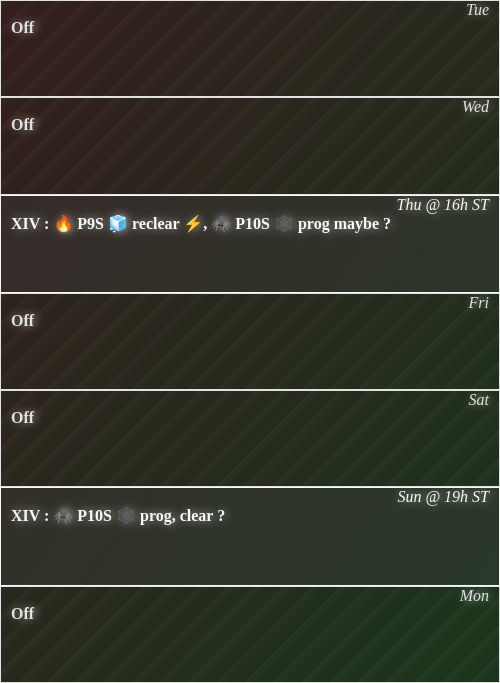 Tue
Off
Wed
Off
Thu @ 16h ST
XIV : 🔥 P9S 🧊 reclear ⚡, 🕷️ P10S 🕸️ prog maybe ?
Fri
Off
Sat
Off
Sun @ 19h ST
XIV : 🕷️ P10S 🕸️ prog, clear ?
Mon
Off